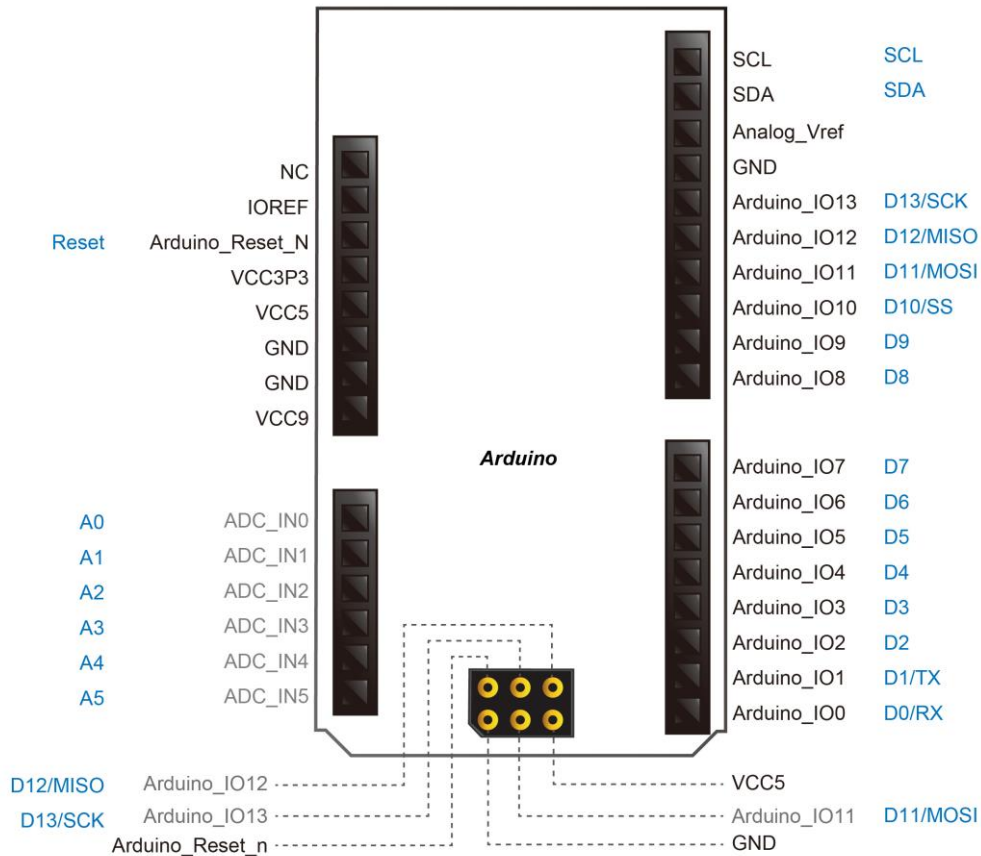 SCL SCL
SDA SDA
Analog_Vref
NC GND
IOREF Arduino_IO13 D13/SCK
Reset Arduino_Reset_N Arduino_IO12 D12/MISO
VCC3P3 Arduino_IO11 D11/MOSI
VCC5 Arduino_IO10 D10/SS
GND Arduino_IO9 D9
GND Arduino_IO8 D8
VCC9
Arduino
Arduino_IO7 D7
Arduino_IO6 D6
A0 ADC_IN0
Arduino_IO5 D5
A1 ADC_IN1
Arduino_IO4 D4
A2 ADC_IN2
Arduino_IO3 D3
A3 ADC_IN3
Arduino_IO2 D2
A4 ADC_IN4
Arduino_IO1 D1/TX
A5 ADC_IN5
Arduino_IO0 D0/RX
D12/MISO Arduino_IO12 VCC5
D13/SCK Arduino_IO13 Arduino_IO11 D11/MOSI
Arduino_Reset_n GND